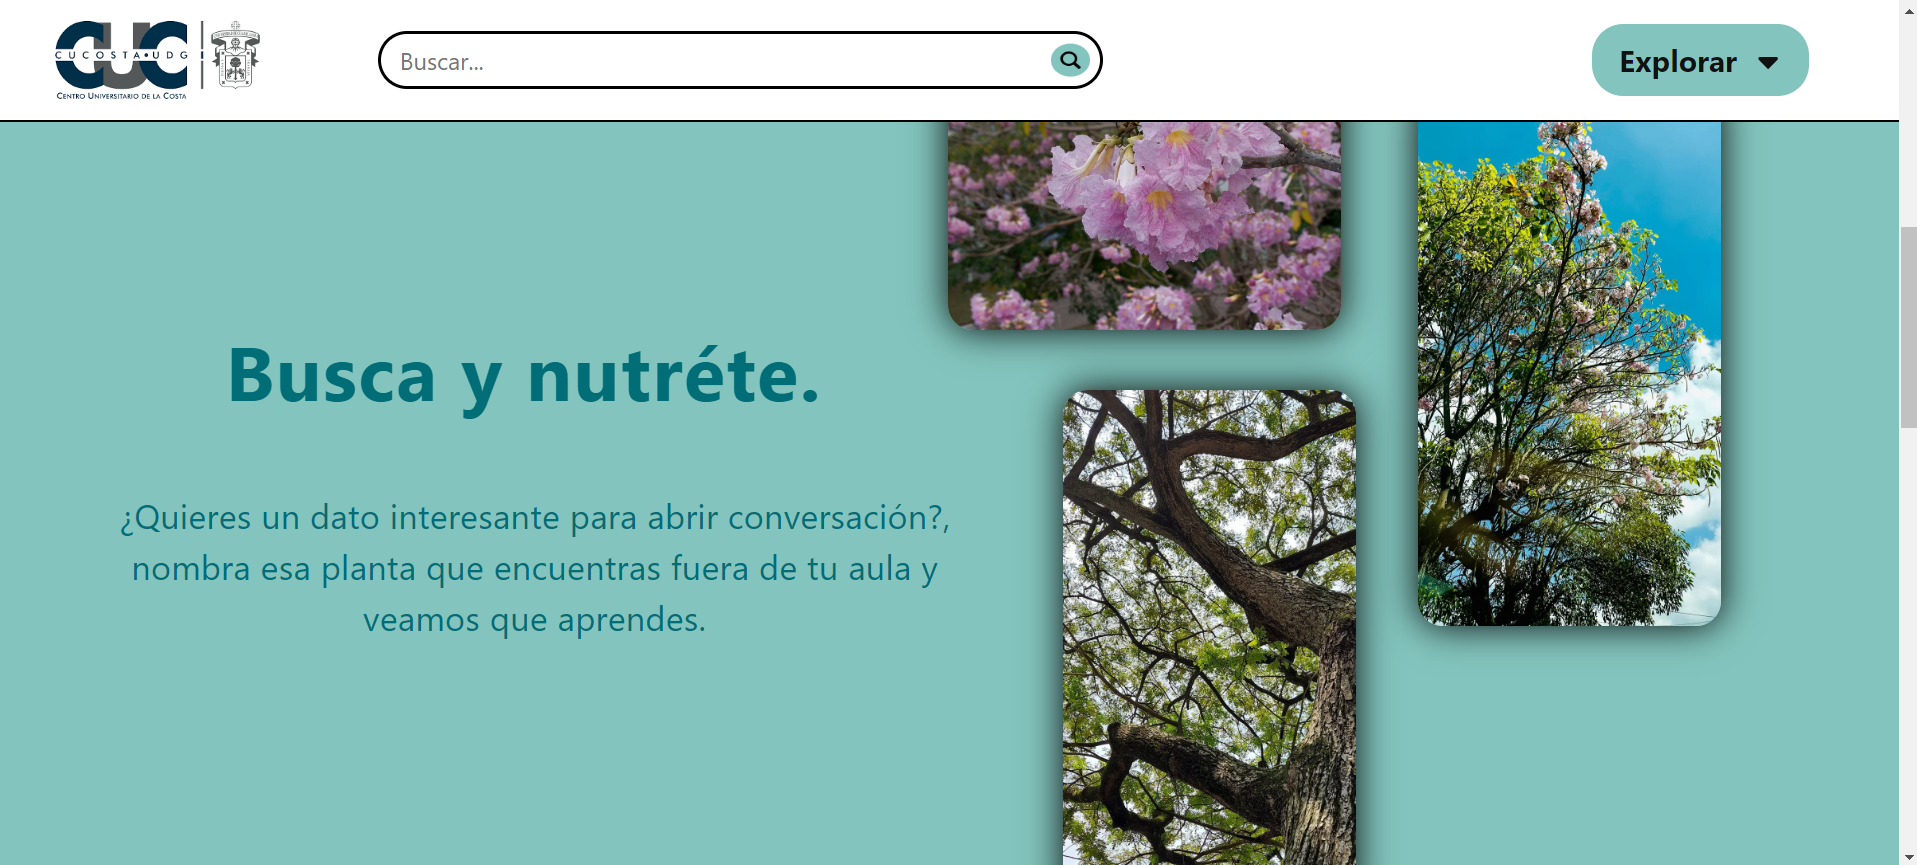 CUC
CUCOSTA•UDG
CENTRO UNIVERSITARIO DE LA COSTA
Buscar...
Explorar
Busca y nutréte.
¿Quieres un dato interesante para abrir conversación?,
nombra esa planta que encuentras fuera de tu aula y
veamos que aprendes.